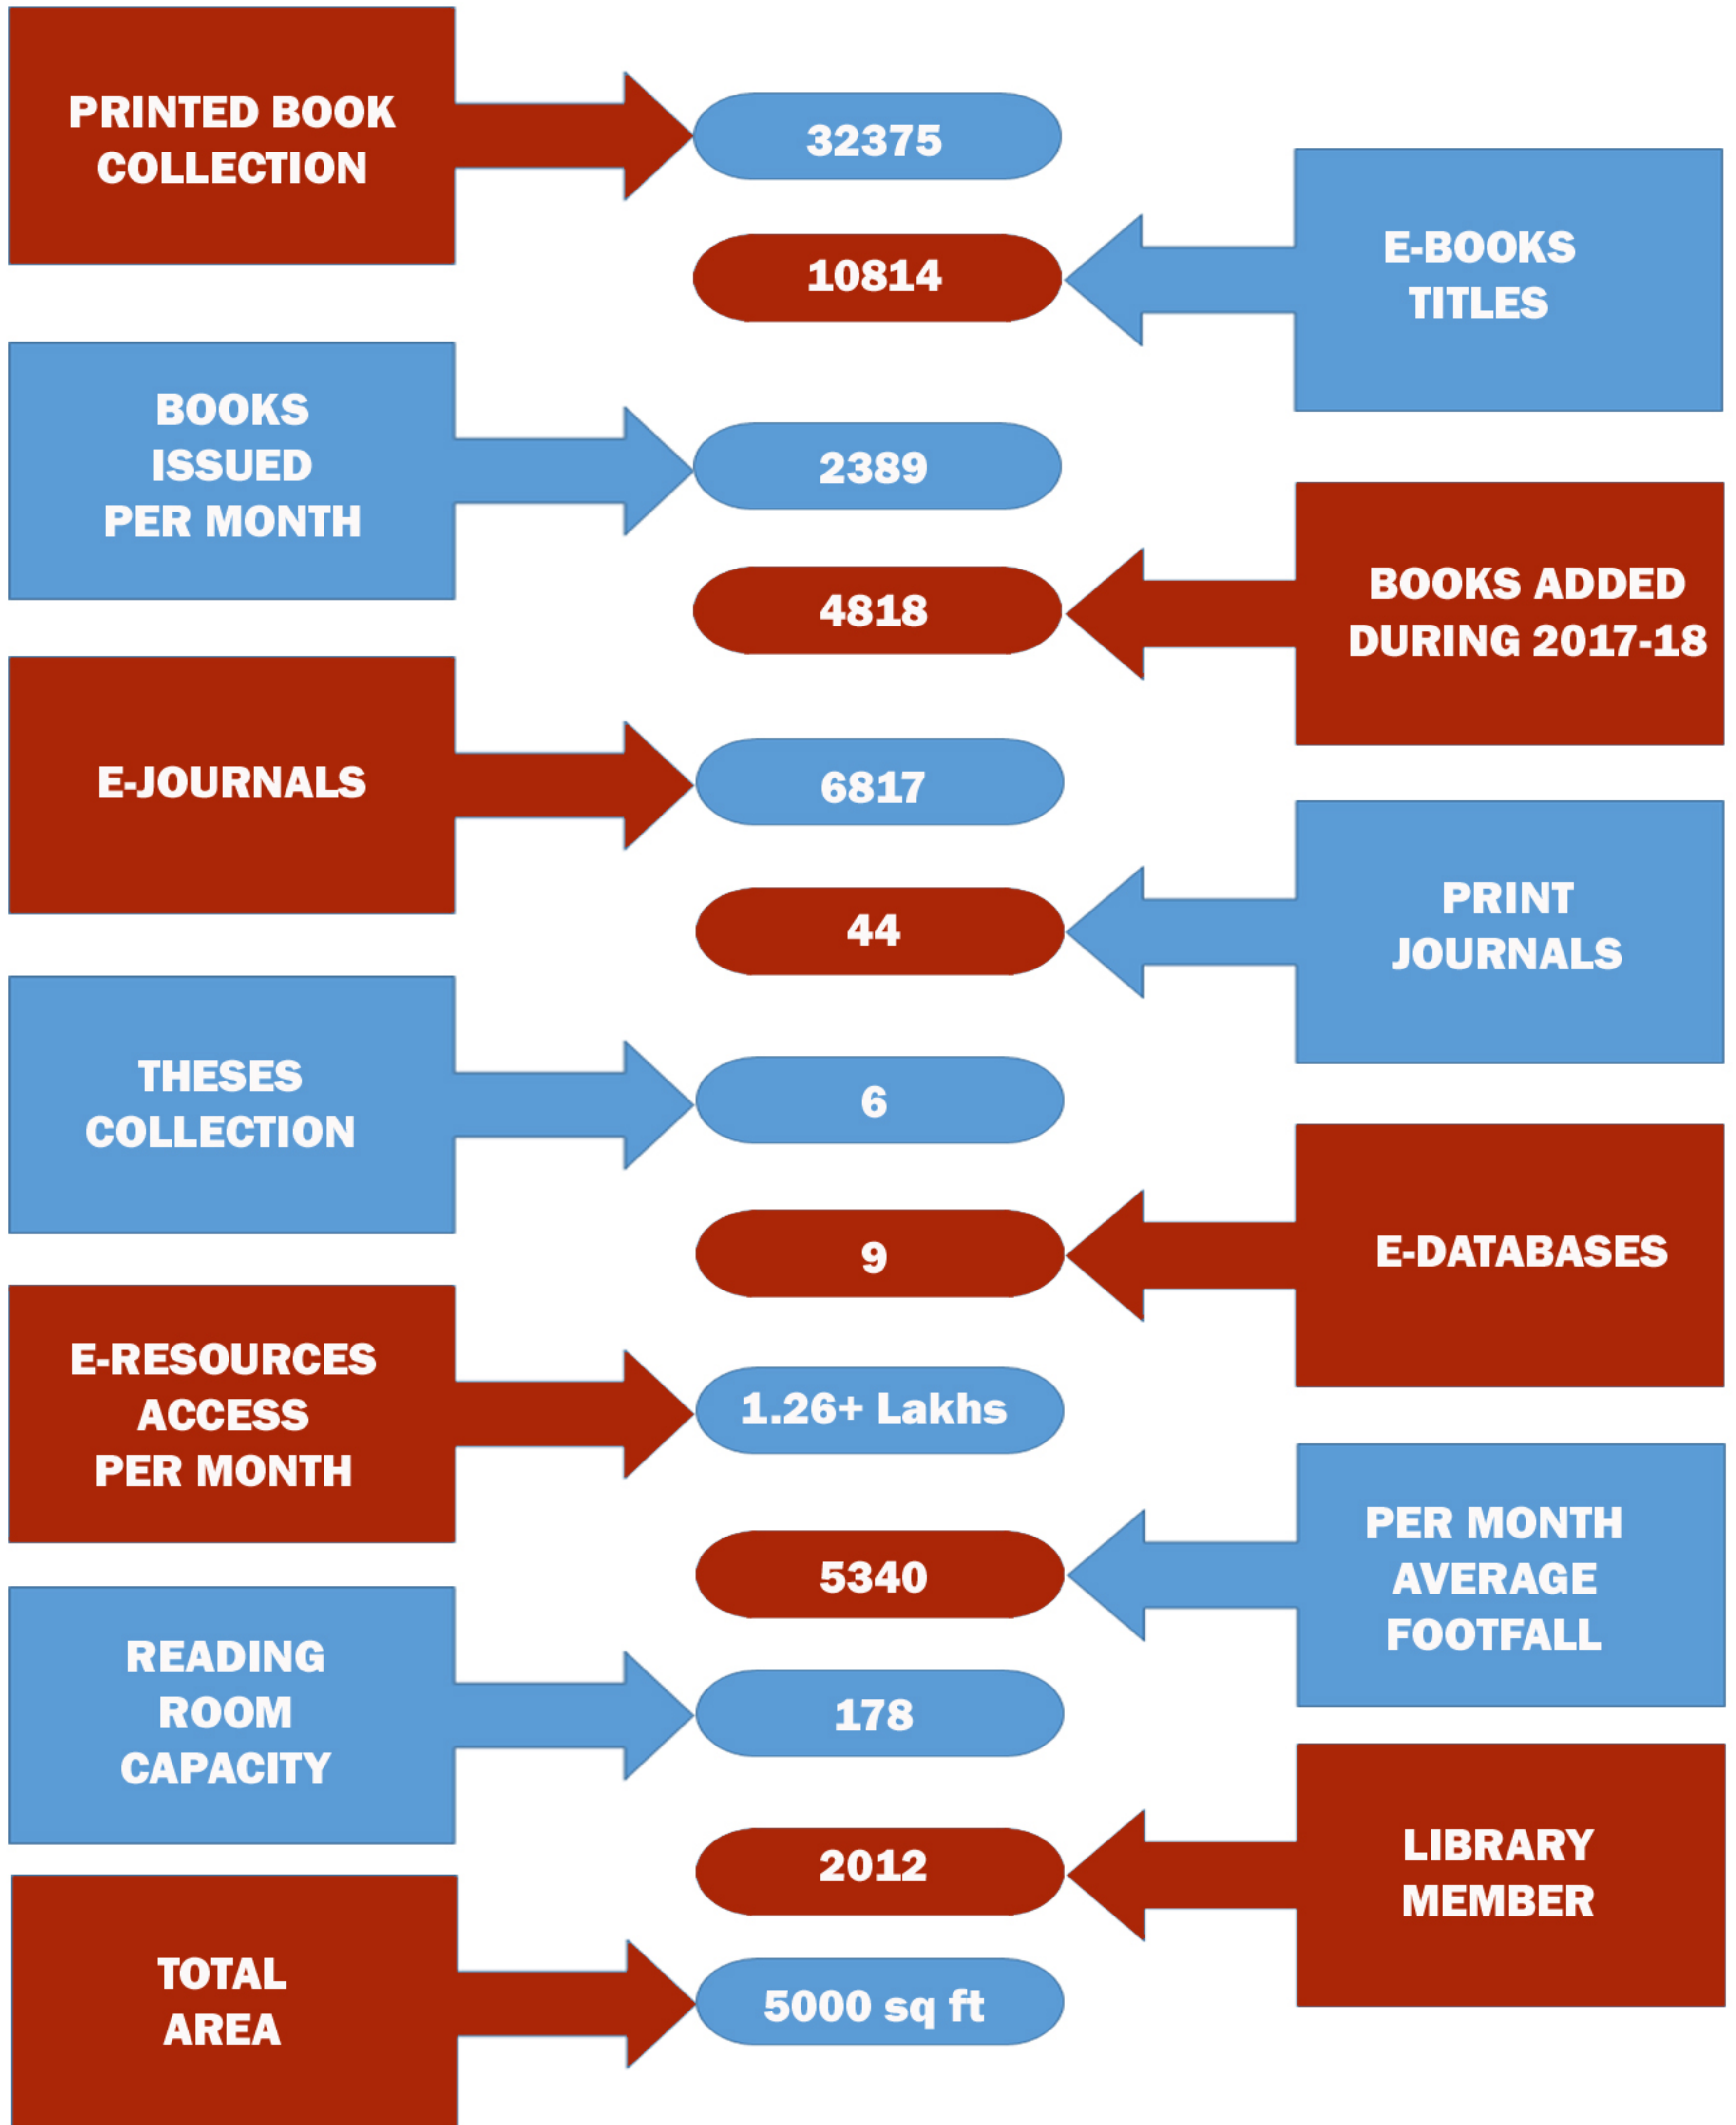 PRINTED BOOK
COLLECTION
32375
E-BOOKS
TITLES
10814
BOOKS
ISSUED
PER MONTH
2389
BOOKS ADDED
DURING 2017-18
4818
E-JOURNALS
6817
PRINT
JOURNALS
44
THESES
COLLECTION
6
E-DATABASES
9
E-RESOURCES
ACCESS
PER MONTH
1.26+ Lakhs
PER MONTH
AVERAGE
FOOTFALL
5340
READING
ROOM
CAPACITY
178
LIBRARY
MEMBER
2012
TOTAL
AREA
5000 sq ft